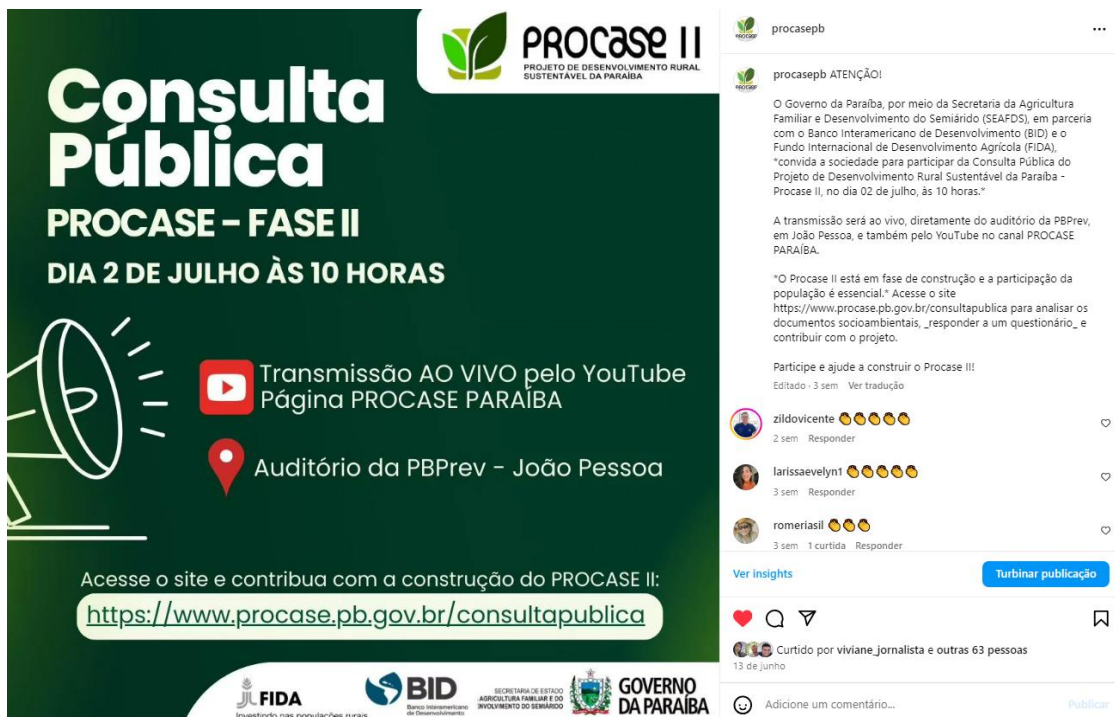 PROCASE II
PROJETO DE DESENVOLVIMENTO RURAL
SUSTENTÁVEL DA PARAÍBA
Consulta
Pública
PROCASE – FASE II
DIA 2 DE JULHO ÀS 10 HORAS
Transmissão AO VIVO pelo YouTube
Página PROCASE PARAÍBA
Auditório da PBPrev - João Pessoa
Acesse o site e contribua com a construção do PROCASE II:
https://www.procase.pb.gov.br/consultapublica
FIDA
Investindo nas populações rurais
BID
Banco Interamericano
de Desenvolvimento
SECRETARIA DE ESTADO
AGRICULTURA FAMILIAR E DO
NVOLVIMENTO DO SEMIÁRIDO
GOVERNO
DA PARAÍBA
procasepb
procasepb ATENÇÃO!
O Governo da Paraíba, por meio da Secretaria da Agricultura
Familiar e Desenvolvimento do Semiárido (SEAFDS), em parceria
com o Banco Interamericano de Desenvolvimento (BID) e o
Fundo Internacional de Desenvolvimento Agrícola (FIDA),
*convida a sociedade para participar da Consulta Pública do
Projeto de Desenvolvimento Rural Sustentável da Paraíba -
Procase II, no dia 02 de julho, às 10 horas.*
A transmissão será ao vivo, diretamente do auditório da PBPrev,
em João Pessoa, e também pelo YouTube no canal PROCASE
PARAÍBA.
*O Procase II está em fase de construção e a participação da
população é essencial.* Acesse o site
https://www.procase.pb.gov.br/consultapublica para analisar os
documentos socioambientais, _responder a um questionário_ e
contribuir com o projeto.
Participe e ajude a construir o Procase II!
Editado · 3 sem Ver tradução
zildovicente 👏👏👏👏👏
2 sem Responder
larissaevelyn1 👏👏👏👏👏
3 sem Responder
romeriasil 👏👏👏
3 sem 1 curtida Responder
Ver insights
Turbinar publicação
Curtido por viviane_jornalista e outras 63 pessoas
13 de junho
Adicione um comentário...
Publicar